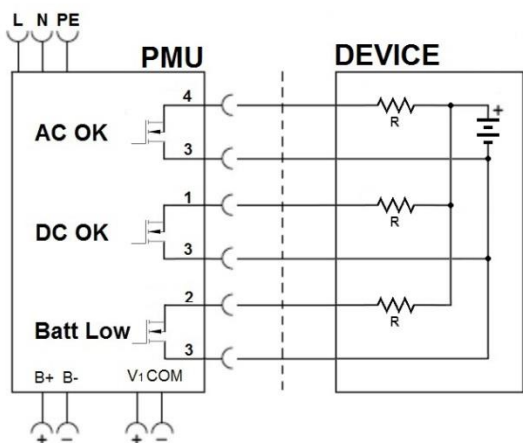 L N PE
PMU
DEVICE
4
AC OK
R
3
1
DC OK
R
3
2
Batt Low
R
3
B+ B- V1 COM
+ − + −
+